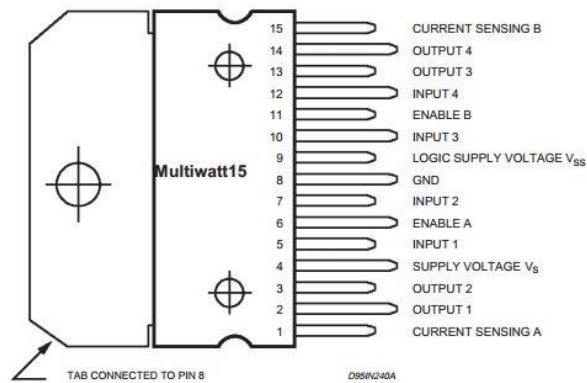 15 CURRENT SENSING B
14 OUTPUT 4
13 OUTPUT 3
12 INPUT 4
11 ENABLE B
10 INPUT 3
9 LOGIC SUPPLY VOLTAGE VSS
8 GND
Multiwatt15
7 INPUT 2
6 ENABLE A
5 INPUT 1
4 SUPPLY VOLTAGE VS
3 OUTPUT 2
2 OUTPUT 1
1 CURRENT SENSING A
TAB CONNECTED TO PIN 8
D95IN240A